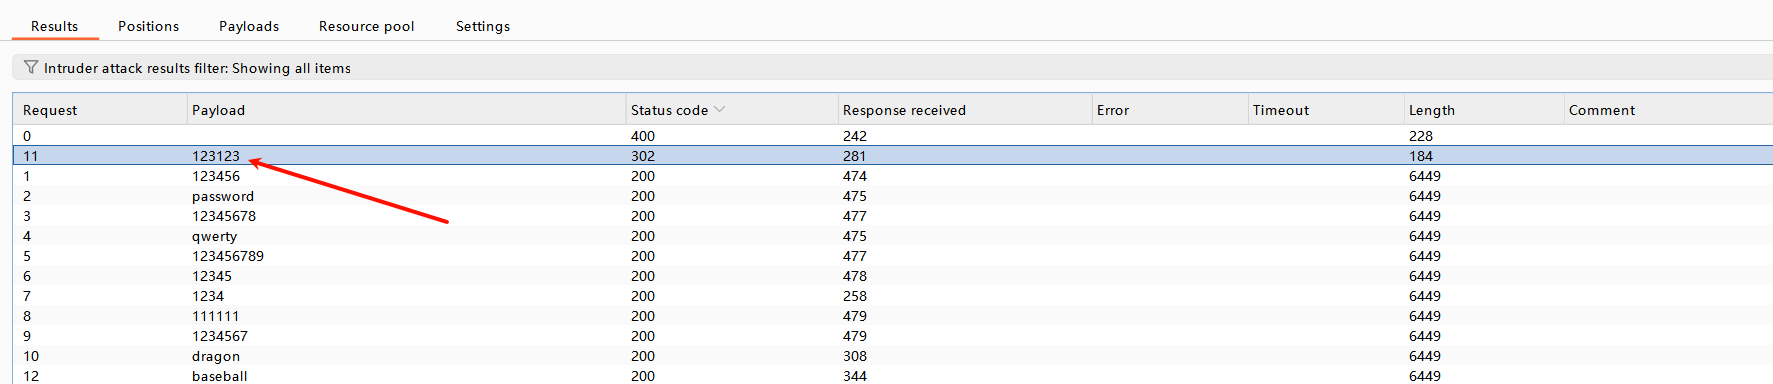 Results Positions Payloads Resource pool Settings
Intruder attack results filter: Showing all items
Request Payload Status code Response received Error Timeout Length Comment
0 400 242 228
11 123123 302 281 184
1 123456 200 474 6449
2 password 200 475 6449
3 12345678 200 477 6449
4 qwerty 200 475 6449
5 123456789 200 477 6449
6 12345 200 478 6449
7 1234 200 258 6449
8 111111 200 479 6449
9 1234567 200 479 6449
10 dragon 200 308 6449
12 baseball 200 344 6449